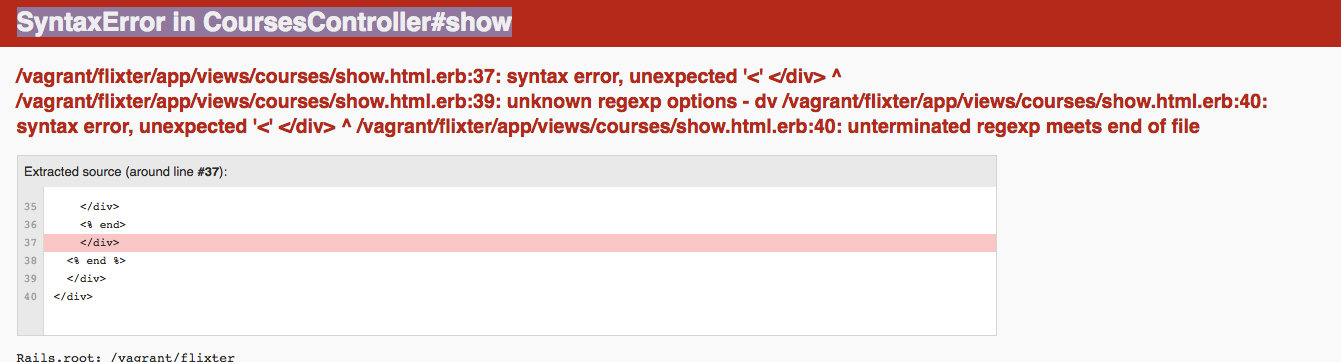 SyntaxError in CoursesController#show
/vagrant/flixter/app/views/courses/show.html.erb:37: syntax error, unexpected '<' </div> ^
/vagrant/flixter/app/views/courses/show.html.erb:39: unknown regexp options - dv /vagrant/flixter/app/views/courses/show.html.erb:40:
syntax error, unexpected '<' </div> ^ /vagrant/flixter/app/views/courses/show.html.erb:40: unterminated regexp meets end of file
Extracted source (around line #37):
35 </div>
36 <% end>
37 </div>
38 <% end %>
39 </div>
40 </div>
Rails.root: /vagrant/flixter